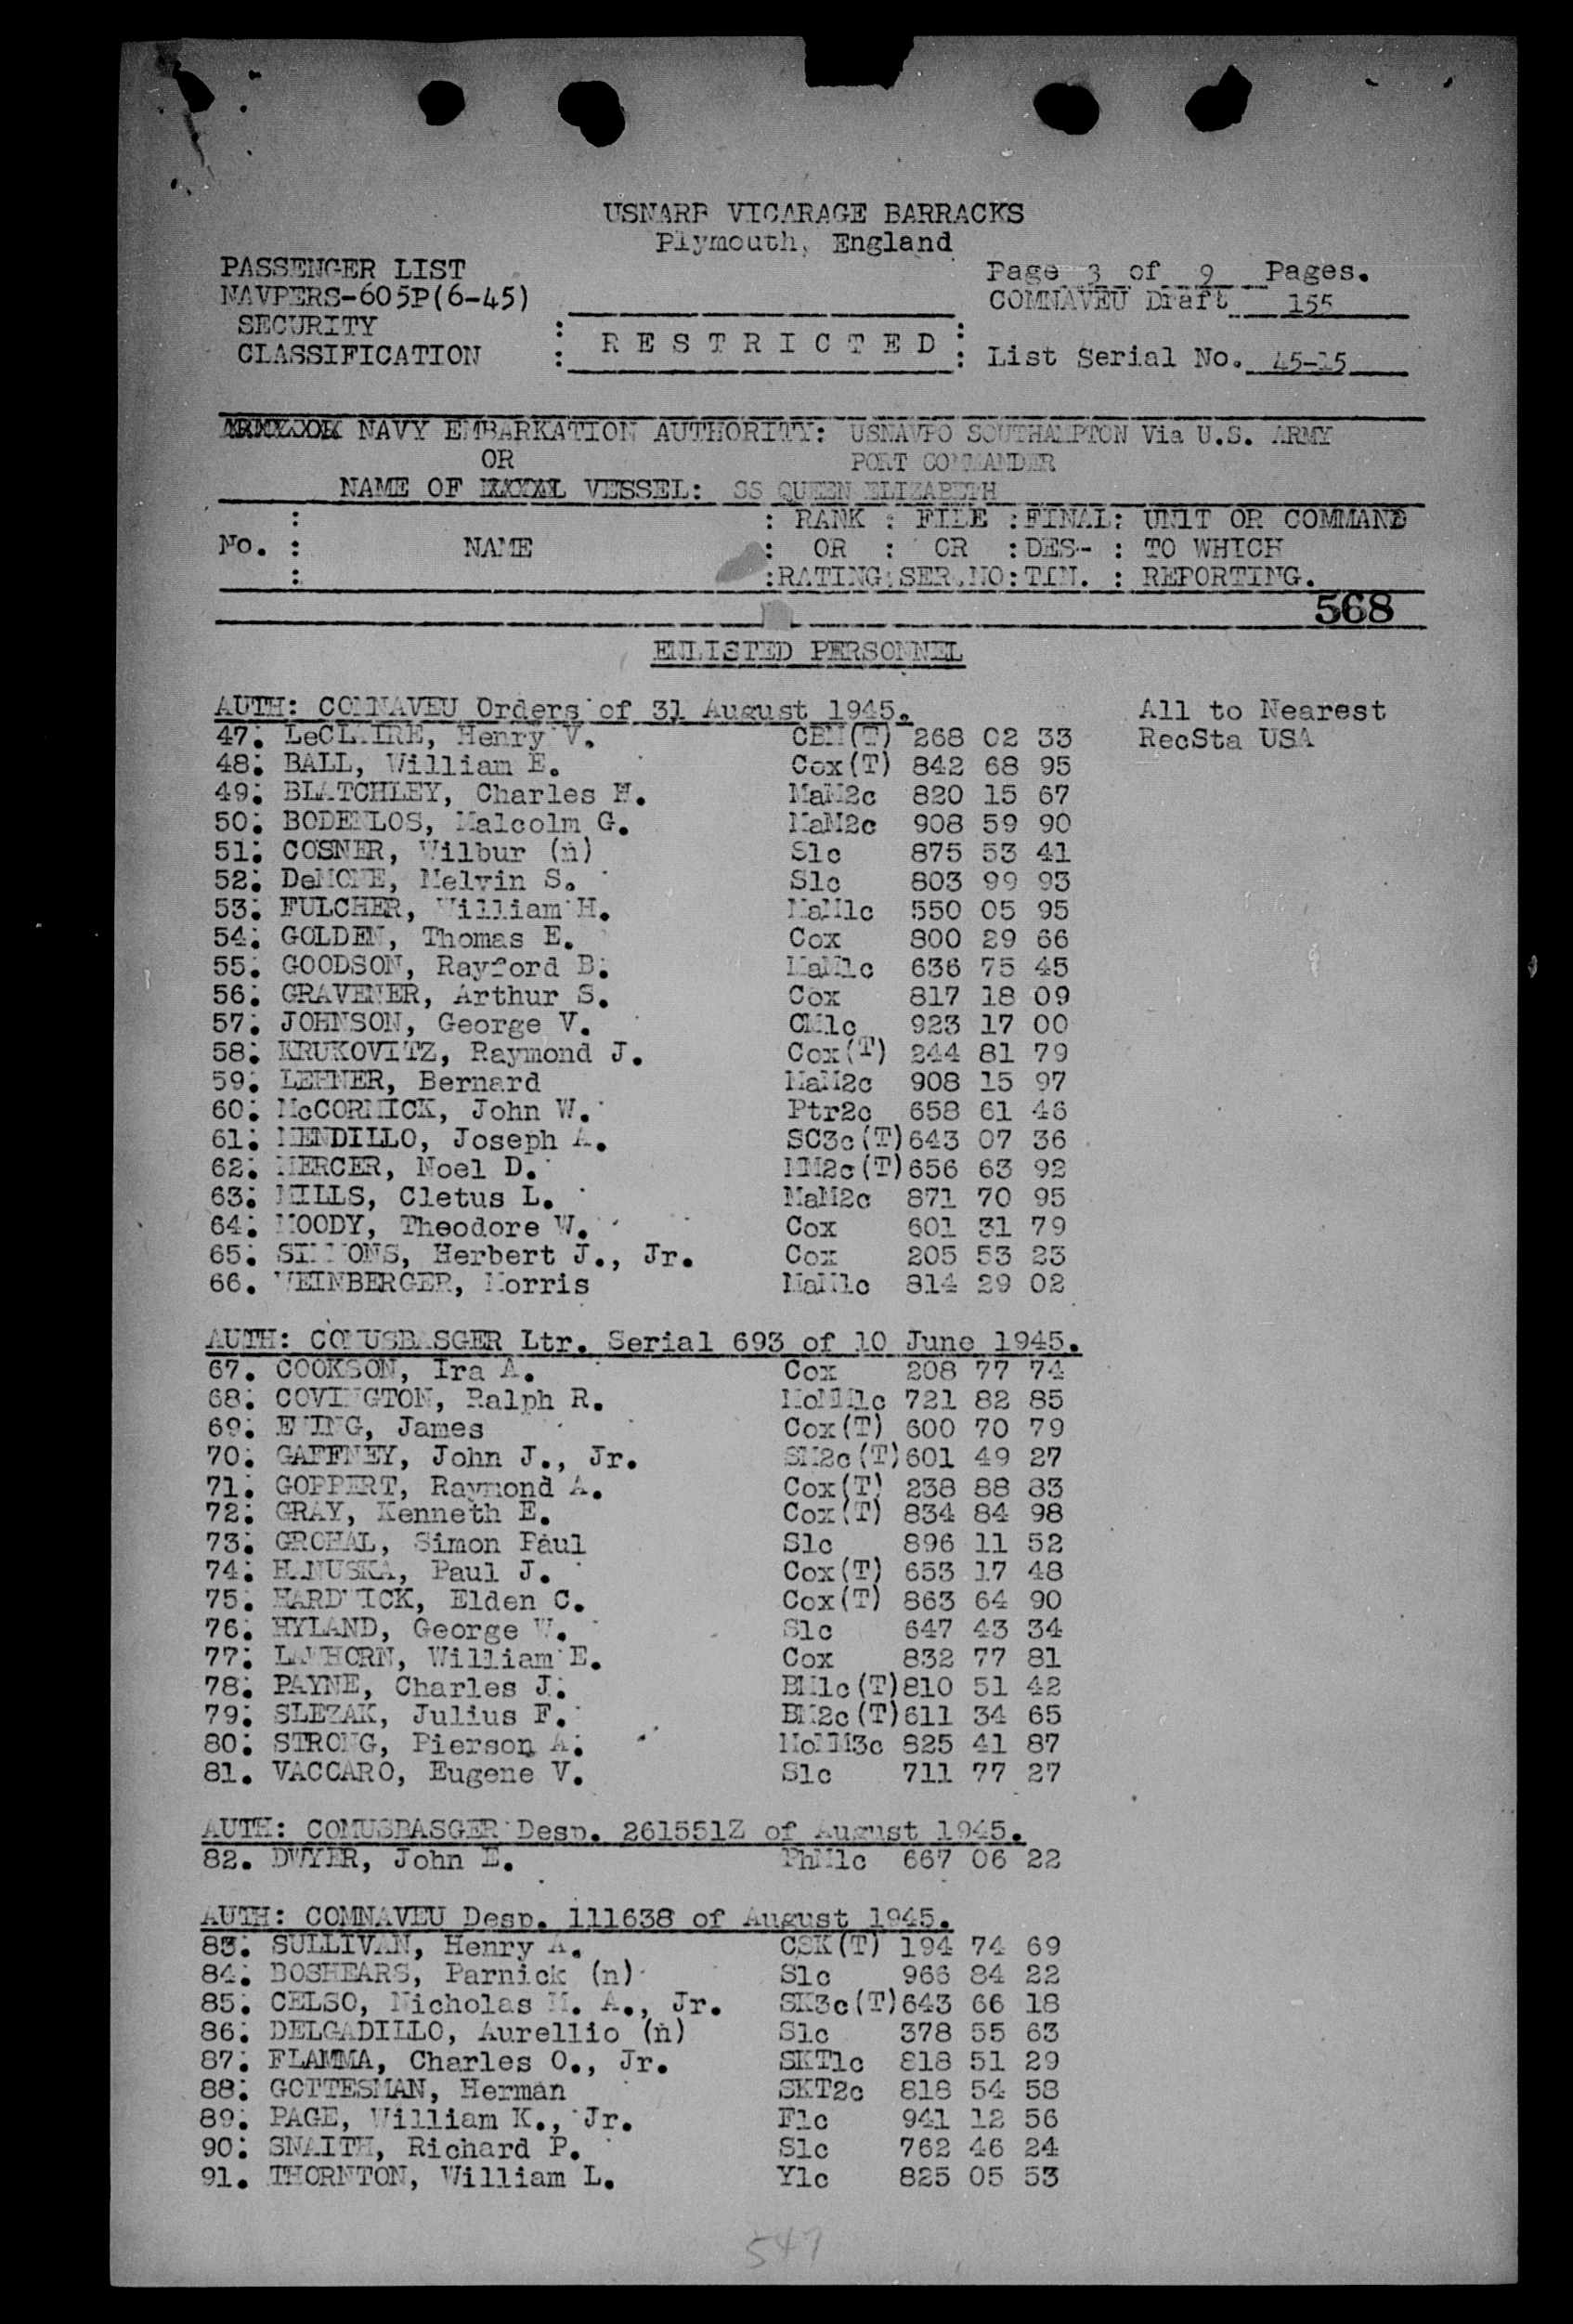 USNARB VICARAGE BARRACKS
Plymouth, England
PASSENGER LIST
Page 3 of 9 Pages.
NAVPERS-605P(6-45)
COMNAVEU Draft 155
SECURITY
CLASSIFICATION
: R E S T R I C T E D :
List Serial No. 45-15
NAVY EMBARKATION AUTHORITY: USNAVPO SOUTHAMPTON Via U.S. ARMY
OR PORT COMMANDER
NAME OF VESSEL: SS QUEEN ELIZABETH
: : RANK : FILE :FINAL: UNIT OR COMMAND
No. : NAME : OR : OR :DES-- : TO WHICH
: :RATING:SER.NO:TIN. : REPORTING.
568
ENLISTED PERSONNEL
AUTH: COMNAVEU Orders of 31 August 1945. All to Nearest
47. LeCLAIRE, Henry V. CBM(T) 268 02 33 RecSta USA
48. BALL, William E. Cox(T) 842 68 95
49. BLATCHLEY, Charles H. MaM2c 820 15 67
50. BODENLOS, Malcolm G. MaM2c 908 59 90
51. COSNER, Wilbur (n) S1c 875 53 41
52. DeMONE, Melvin S. S1c 803 99 93
53. FULCHER, William H. MaM1c 550 05 95
54. GOLDEN, Thomas E. Cox 800 29 66
55. GOODSON, Rayford B. MaM1c 636 75 45
56. GRAVENER, Arthur S. Cox 817 18 09
57. JOHNSON, George V. CM1c 923 17 00
58. KRUKOVITZ, Raymond J. Cox(T) 244 81 79
59. LEHNER, Bernard MaM2c 908 15 97
60. McCORMICK, John W. Ptr2c 658 61 46
61. MENDILLO, Joseph A. SC3c(T) 643 07 36
62. MERCER, Noel D. MM2c(T) 656 63 92
63. MILLS, Cletus L. MaM2c 871 70 95
64. MOODY, Theodore W. Cox 601 31 79
65. SIMMONS, Herbert J., Jr. Cox 205 53 23
66. WEINBERGER, Morris MaM1c 814 29 02
AUTH: COMUSBASGER Ltr. Serial 693 of 10 June 1945.
67. COOKSON, Ira A. Cox 208 77 74
68. COVINGTON, Ralph R. MoMM1c 721 82 85
69. EWING, James Cox(T) 600 70 79
70. GAFFNEY, John J., Jr. SM2c(T) 601 49 27
71. GOPPERT, Raymond A. Cox(T) 238 88 83
72. GRAY, Kenneth E. Cox(T) 834 84 98
73. GROHAL, Simon Paul S1c 896 11 52
74. HANUSKA, Paul J. Cox(T) 653 17 48
75. HARDWICK, Elden C. Cox(T) 863 64 90
76. HYLAND, George W. S1c 647 43 34
77. LAWHORN, William E. Cox 832 77 81
78. PAYNE, Charles J. BM1c(T) 810 51 42
79. SLEZAK, Julius F. BM2c(T) 611 34 65
80. STRONG, Pierson A. MoMM3c 825 41 87
81. VACCARO, Eugene V. S1c 711 77 27
AUTH: COMUSBASGER Desp. 261551Z of August 1945.
82. DWYER, John E. PhM1c 667 06 22
AUTH: COMNAVEU Desp. 111638 of August 1945.
83. SULLIVAN, Henry A. CSK(T) 194 74 69
84. BOSHEARS, Parnick (n) S1c 966 84 22
85. CELSO, Nicholas M. A., Jr. SK3c(T) 643 66 18
86. DELGADILLO, Aurellio (n) S1c 378 55 63
87. FLAMMA, Charles O., Jr. SKT1c 818 51 29
88. GOTTESMAN, Herman SKT2c 818 54 58
89. PAGE, William K., Jr. F1c 941 12 56
90. SNAITH, Richard P. S1c 762 46 24
91. THORNTON, William L. Y1c 825 05 53
547